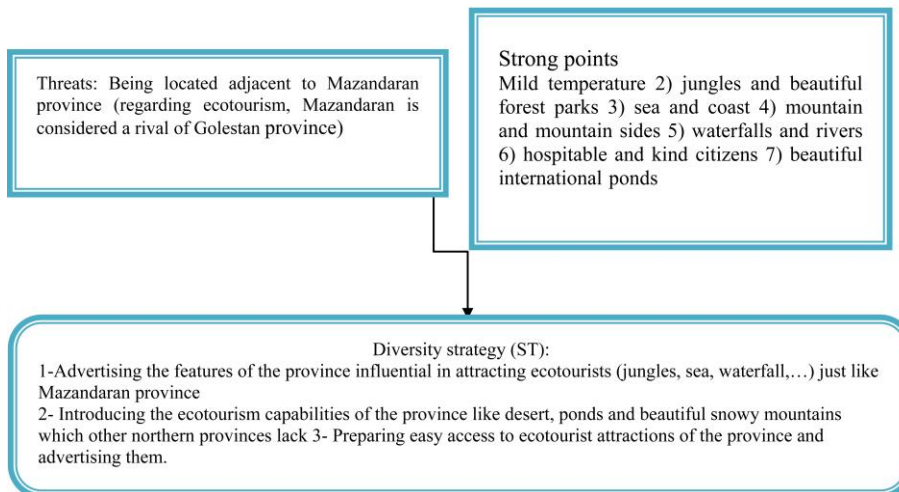 Threats: Being located adjacent to Mazandaran
province (regarding ecotourism, Mazandaran is
considered a rival of Golestan province)
Strong points
Mild temperature 2) jungles and beautiful
forest parks 3) sea and coast 4) mountain
and mountain sides 5) waterfalls and rivers
6) hospitable and kind citizens 7) beautiful
international ponds
Diversity strategy (ST):
1-Advertising the features of the province influential in attracting ecotourists (jungles, sea, waterfall,…) just like
Mazandaran province
2- Introducing the ecotourism capabilities of the province like desert, ponds and beautiful snowy mountains
which other northern provinces lack 3- Preparing easy access to ecotourist attractions of the province and
advertising them.